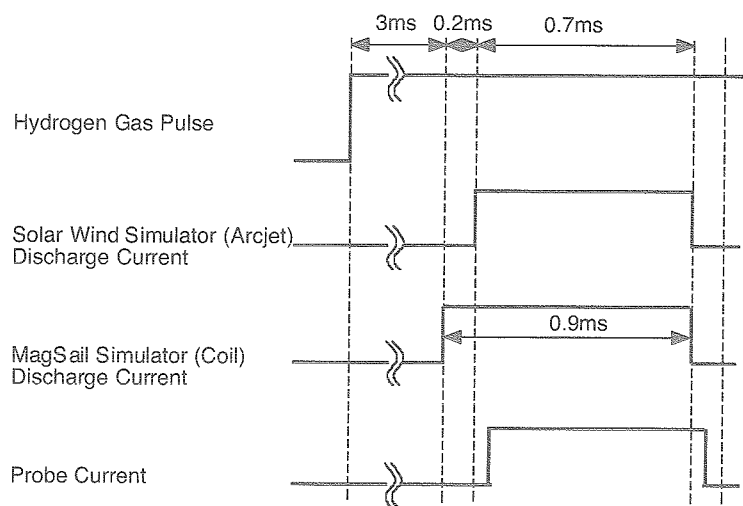 3ms 0.2ms 0.7ms
Hydrogen Gas Pulse
Solar Wind Simulator (Arcjet)
Discharge Current
0.9ms
MagSail Simulator (Coil)
Discharge Current
Probe Current